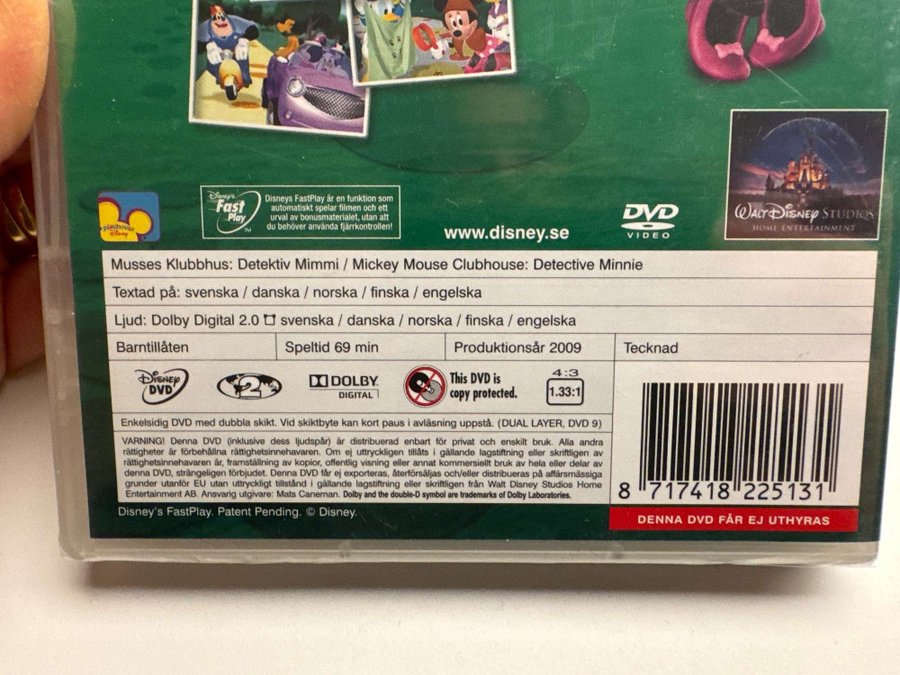 playhouse
Disney
Disney's
Fast
Play
TM
Disneys FastPlay är en funktion som
automatiskt spelar filmen och ett
urval av bonusmaterialet, utan att
du behöver använda fjärrkontrollen!
www.disney.se
DVD
VIDEO
WALT DISNEY STUDIOS
HOME ENTERTAINMENT
Musses Klubbhus: Detektiv Mimmi / Mickey Mouse Clubhouse: Detective Minnie
Textad på: svenska / danska / norska / finska / engelska
Ljud: Dolby Digital 2.0 svenska / danska / norska / finska / engelska
Barntillåten Speltid 69 min Produktionsår 2009 Tecknad
DISNEY
DVD
2
DOLBY
DIGITAL
This DVD is
copy protected.
4:3
1.33:1
Enkelsidig DVD med dubbla skikt. Vid skiktbyte kan kort paus i avläsning uppstå. (DUAL LAYER, DVD 9)
VARNING! Denna DVD (inklusive dess ljudspår) är distribuerad enbart för privat och enskilt bruk. Alla andra
rättigheter är förbehållna rättighetsinnehavaren. Om ej uttryckligen tillåts i gällande lagstiftning eller skriftligen av
rättighetsinnehavaren är, framställning av kopior, offentlig visning eller annat kommersiellt bruk av hela eller delar av
denna DVD, strängeligen förbjudet. Denna DVD får ej exporteras, återförsäljas och/eller distribueras på affärsmässig
grunder utanför EU utan uttryckligt tillstånd i gällande lagstiftning eller skriftligen från Walt Disney Studios Home
Entertainment AB. Ansvarig utgivare: Mats Caneman. Dolby and the double-D symbol are trademarks of Dolby Laboratories.
8 717418 225131
Disney's FastPlay. Patent Pending. © Disney.
DENNA DVD FÅR EJ UTHYRAS